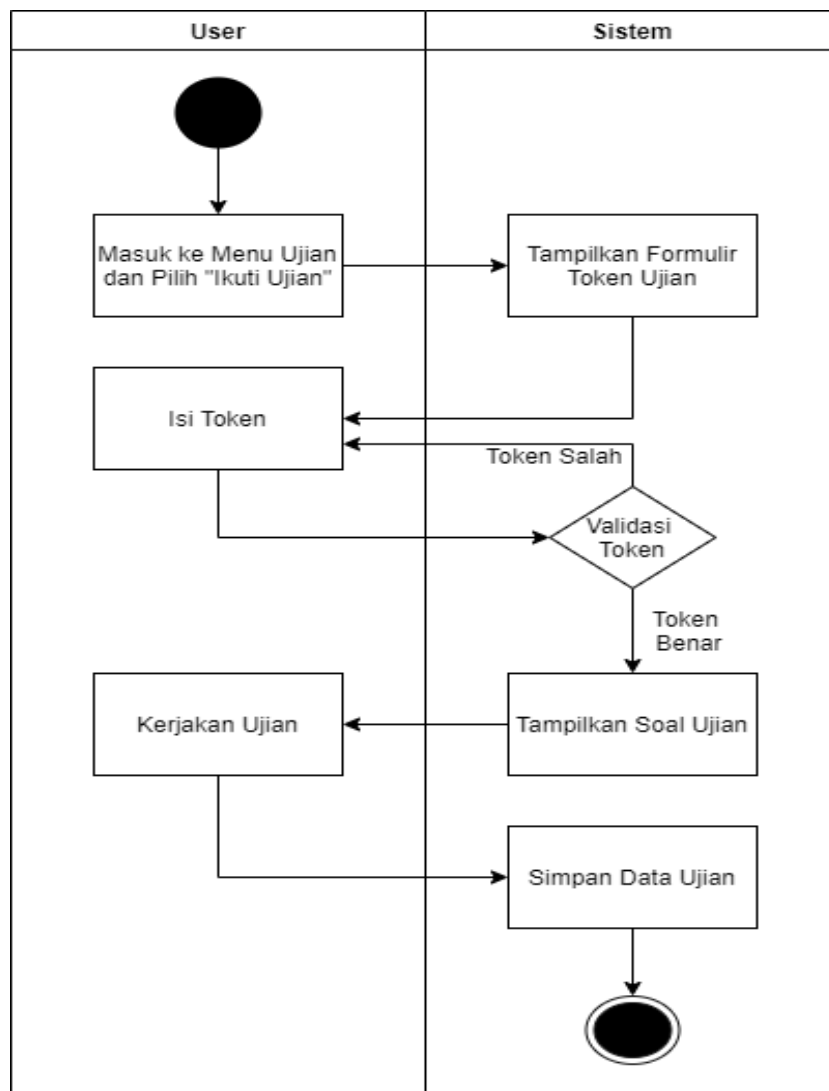 User
Sistem
Masuk ke Menu Ujian
dan Pilih "Ikuti Ujian"
Tampilkan Formulir
Token Ujian
Isi Token
Token Salah
Validasi
Token
Token
Benar
Kerjakan Ujian
Tampilkan Soal Ujian
Simpan Data Ujian